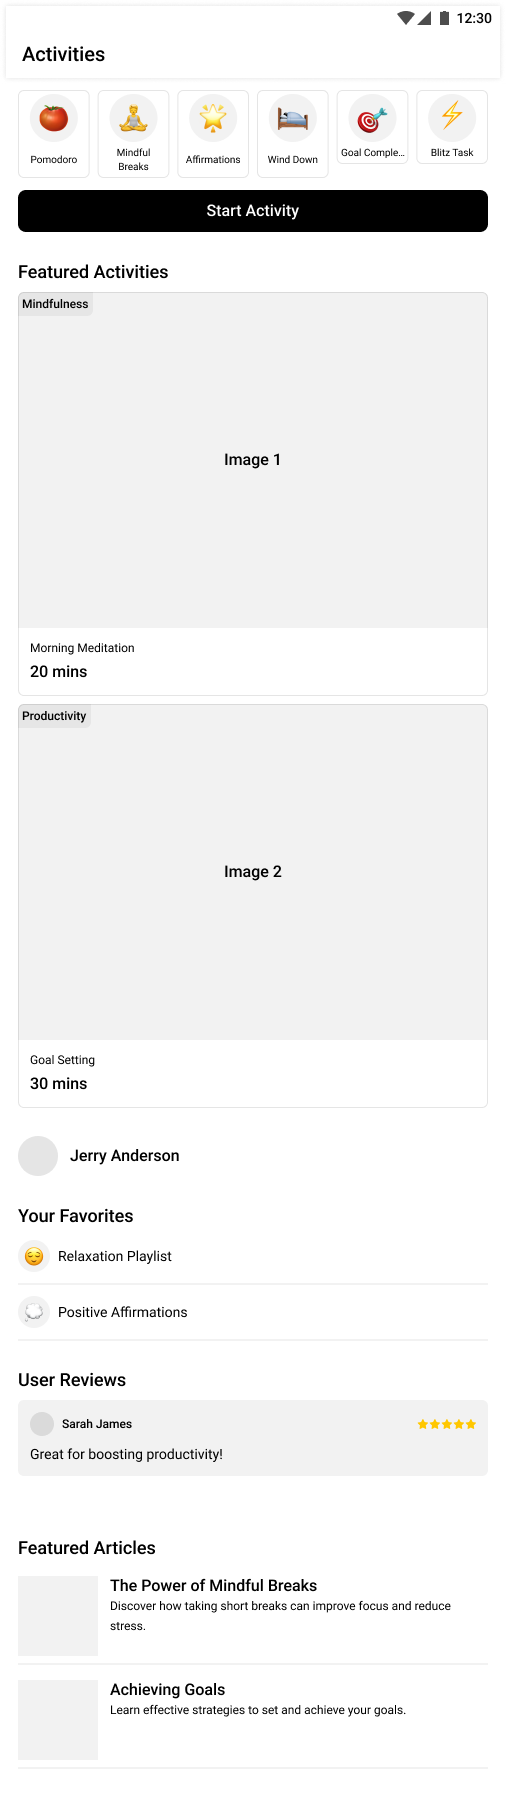 12:30
Activities
Pomodoro
Mindful
Breaks
Affirmations
Wind Down
Goal Comple...
Blitz Task
Start Activity
Featured Activities
Mindfulness
Image 1
Morning Meditation
20 mins
Productivity
Image 2
Goal Setting
30 mins
Jerry Anderson
Your Favorites
Relaxation Playlist
Positive Affirmations
User Reviews
Sarah James
Great for boosting productivity!
Featured Articles
The Power of Mindful Breaks
Discover how taking short breaks can improve focus and reduce
stress.
Achieving Goals
Learn effective strategies to set and achieve your goals.